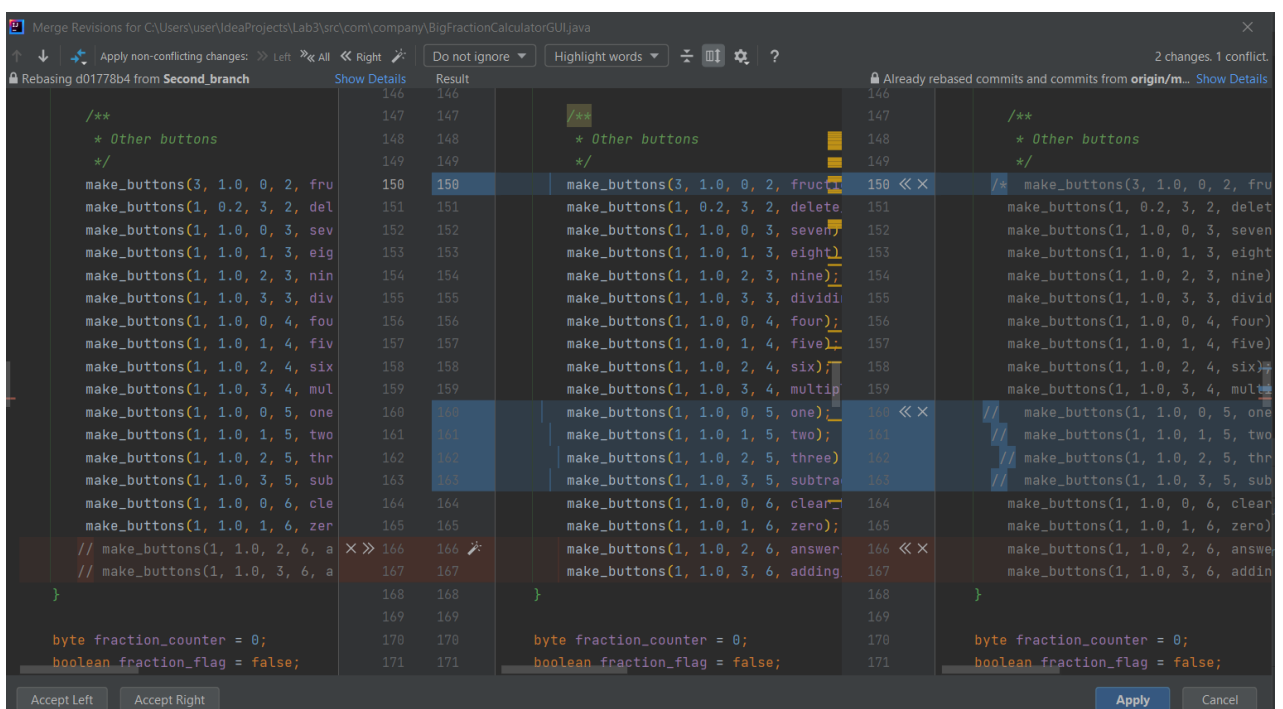 Merge Revisions for C:\Users\user\IdeaProjects\Lab3\src\com\company\BigFractionCalculatorGUI.java
Apply non-conflicting changes: Left All Right Do not ignore Highlight words ? 2 changes. 1 conflict.
Rebasing d01778b4 from Second_branch Show Details Result Already rebased commits and commits from origin/m... Show Details
146 146 146
/** 147 147 /** 147 /**
* Other buttons 148 148 * Other buttons 148 * Other buttons
*/ 149 149 */ 149 */
make_buttons(3, 1.0, 0, 2, fru 150 150 make_buttons(3, 1.0, 0, 2, fructi 150 /* make_buttons(3, 1.0, 0, 2, fru
make_buttons(1, 0.2, 3, 2, del 151 151 make_buttons(1, 0.2, 3, 2, delete 151 make_buttons(1, 0.2, 3, 2, delet
make_buttons(1, 1.0, 0, 3, sev 152 152 make_buttons(1, 1.0, 0, 3, seven) 152 make_buttons(1, 1.0, 0, 3, seven
make_buttons(1, 1.0, 1, 3, eig 153 153 make_buttons(1, 1.0, 1, 3, eight) 153 make_buttons(1, 1.0, 1, 3, eight
make_buttons(1, 1.0, 2, 3, nin 154 154 make_buttons(1, 1.0, 2, 3, nine); 154 make_buttons(1, 1.0, 2, 3, nine)
make_buttons(1, 1.0, 3, 3, div 155 155 make_buttons(1, 1.0, 3, 3, dividi 155 make_buttons(1, 1.0, 3, 3, divid
make_buttons(1, 1.0, 0, 4, fou 156 156 make_buttons(1, 1.0, 0, 4, four); 156 make_buttons(1, 1.0, 0, 4, four)
make_buttons(1, 1.0, 1, 4, fiv 157 157 make_buttons(1, 1.0, 1, 4, five); 157 make_buttons(1, 1.0, 1, 4, five)
make_buttons(1, 1.0, 2, 4, six 158 158 make_buttons(1, 1.0, 2, 4, six); 158 make_buttons(1, 1.0, 2, 4, six);
make_buttons(1, 1.0, 3, 4, mul 159 159 make_buttons(1, 1.0, 3, 4, multip 159 make_buttons(1, 1.0, 3, 4, multi
make_buttons(1, 1.0, 0, 5, one 160 160 make_buttons(1, 1.0, 0, 5, one); 160 // make_buttons(1, 1.0, 0, 5, one
make_buttons(1, 1.0, 1, 5, two 161 161 make_buttons(1, 1.0, 1, 5, two); 161 // make_buttons(1, 1.0, 1, 5, two
make_buttons(1, 1.0, 2, 5, thr 162 162 make_buttons(1, 1.0, 2, 5, three) 162 // make_buttons(1, 1.0, 2, 5, thr
make_buttons(1, 1.0, 3, 5, sub 163 163 make_buttons(1, 1.0, 3, 5, subtra 163 // make_buttons(1, 1.0, 3, 5, sub
make_buttons(1, 1.0, 0, 6, cle 164 164 make_buttons(1, 1.0, 0, 6, clear_ 164 make_buttons(1, 1.0, 0, 6, clear
make_buttons(1, 1.0, 1, 6, zer 165 165 make_buttons(1, 1.0, 1, 6, zero); 165 make_buttons(1, 1.0, 1, 6, zero)
// make_buttons(1, 1.0, 2, 6, a 166 166 make_buttons(1, 1.0, 2, 6, answer 166 make_buttons(1, 1.0, 2, 6, answe
// make_buttons(1, 1.0, 3, 6, a 167 167 make_buttons(1, 1.0, 3, 6, adding 167 make_buttons(1, 1.0, 3, 6, addin
} 168 168 } 168 }
169 169 169
byte fraction_counter = 0; 170 170 byte fraction_counter = 0; 170 byte fraction_counter = 0;
boolean fraction_flag = false; 171 171 boolean fraction_flag = false; 171 boolean fraction_flag = false;
Accept Left Accept Right Apply Cancel